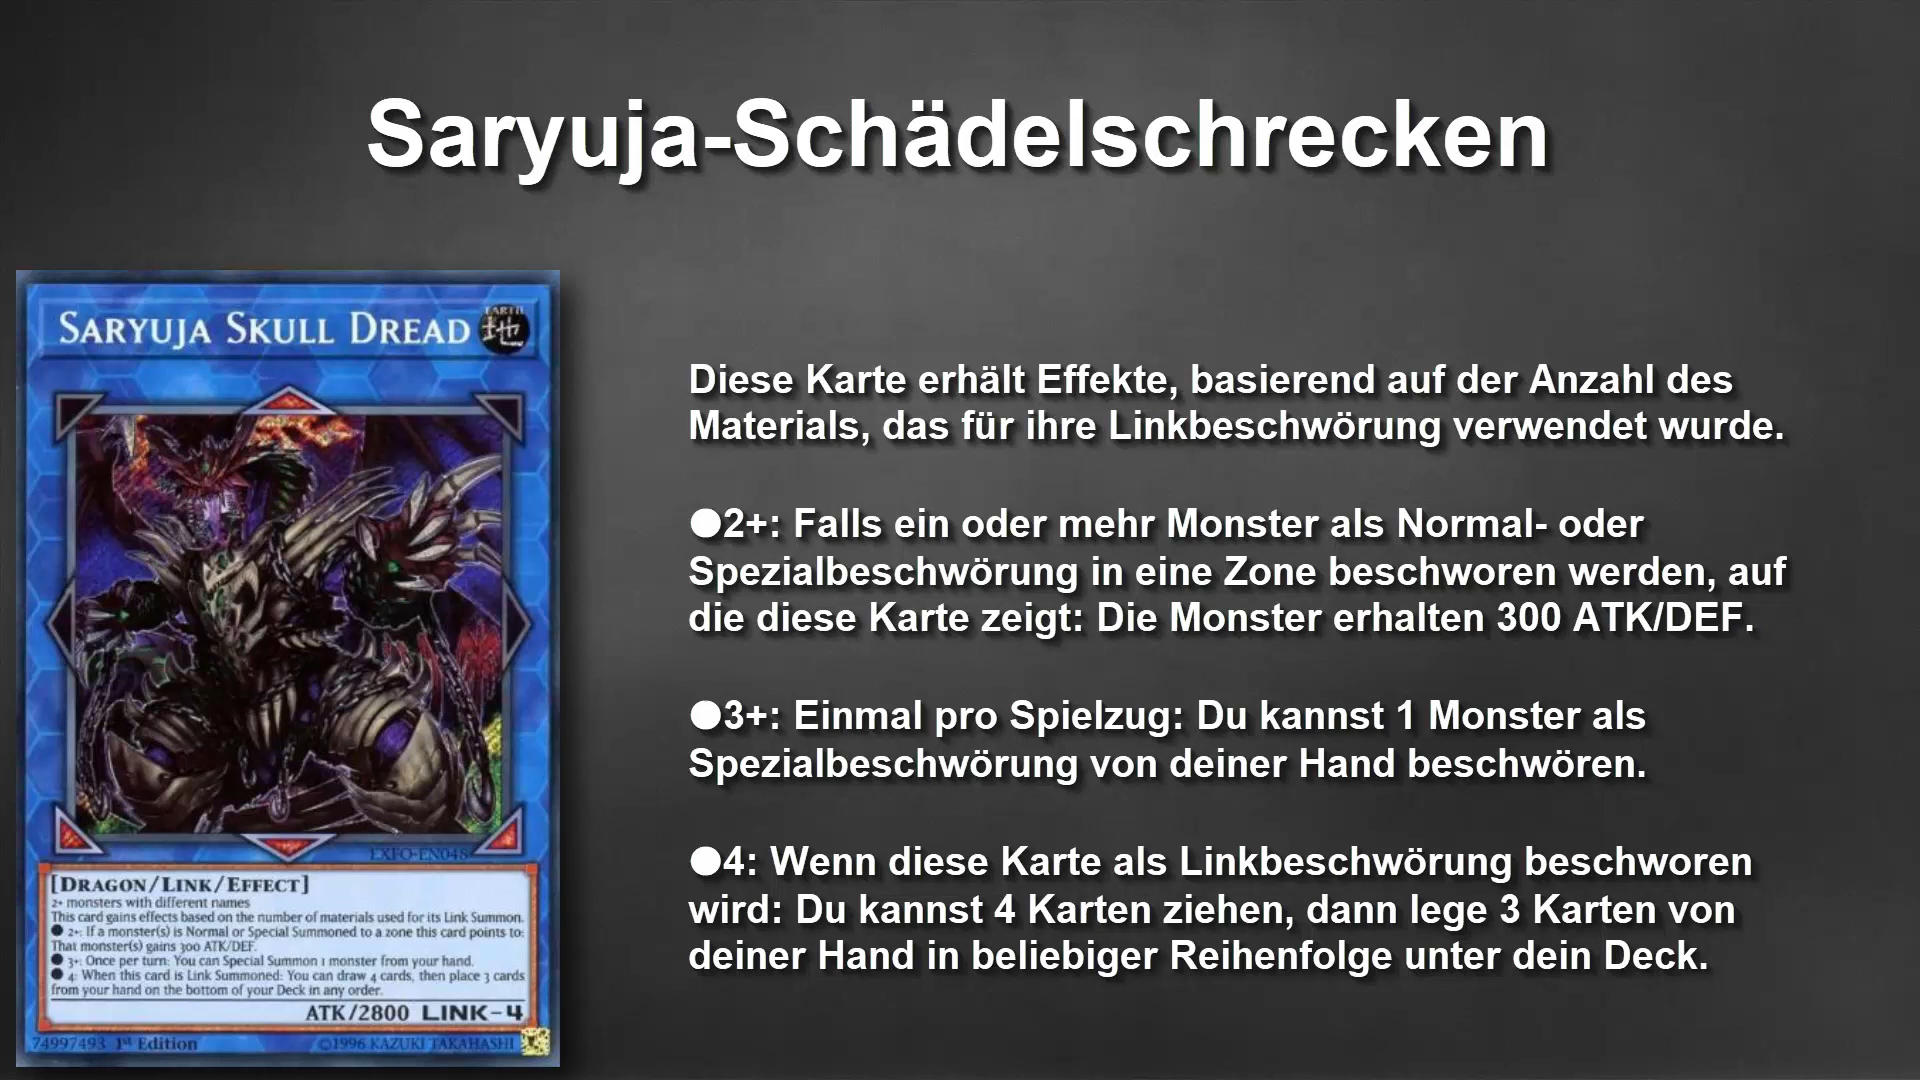 Saryuja-Schädelschrecken
SARYUJA SKULL DREAD
EARTH
地
EXFO-EN048
[DRAGON/LINK/EFFECT]
2+ monsters with different names
This card gains effects based on the number of materials used for its Link Summon.
● 2+: If a monster(s) is Normal or Special Summoned to a zone this card points to:
That monster(s) gains 300 ATK/DEF.
● 3+: Once per turn: You can Special Summon 1 monster from your hand.
● 4: When this card is Link Summoned: You can draw 4 cards, then place 3 cards
from your hand on the bottom of your Deck in any order.
ATK/2800 LINK-4
74997493 1st Edition ©1996 KAZUKI TAKAHASHI
Diese Karte erhält Effekte, basierend auf der Anzahl des
Materials, das für ihre Linkbeschwörung verwendet wurde.
●2+: Falls ein oder mehr Monster als Normal- oder
Spezialbeschwörung in eine Zone beschworen werden, auf
die diese Karte zeigt: Die Monster erhalten 300 ATK/DEF.
●3+: Einmal pro Spielzug: Du kannst 1 Monster als
Spezialbeschwörung von deiner Hand beschwören.
●4: Wenn diese Karte als Linkbeschwörung beschworen
wird: Du kannst 4 Karten ziehen, dann lege 3 Karten von
deiner Hand in beliebiger Reihenfolge unter dein Deck.